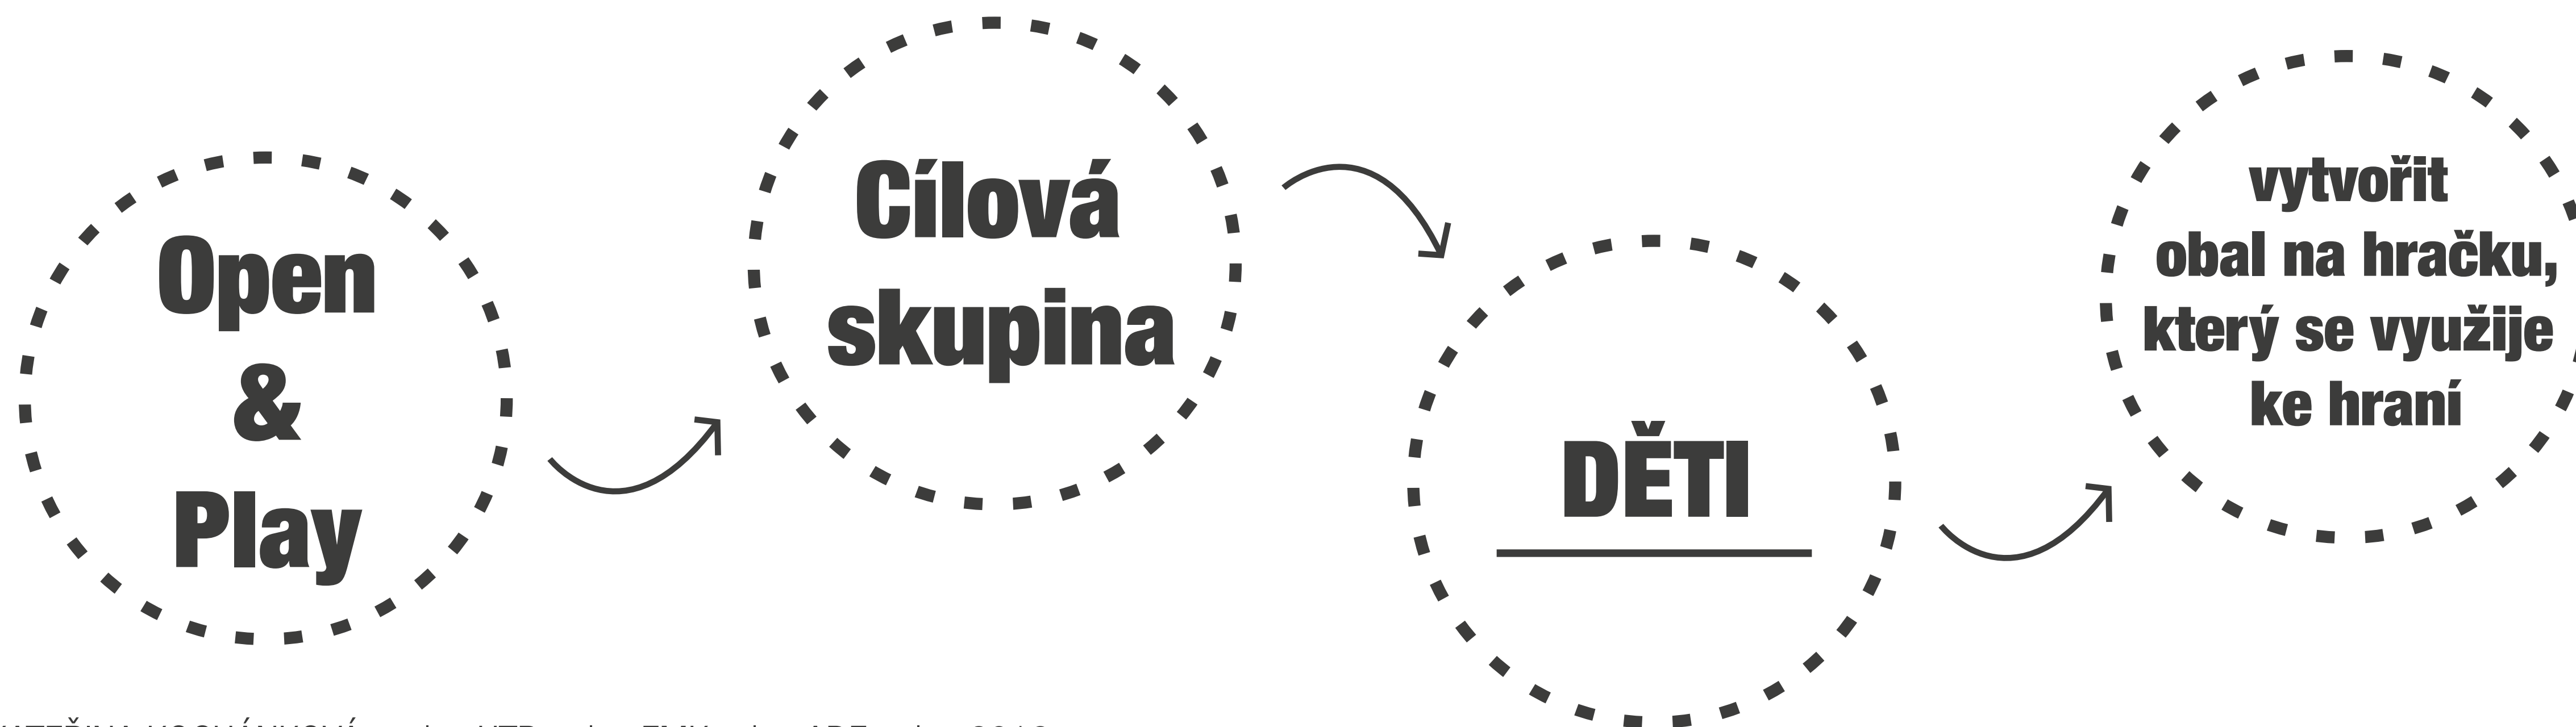 Open
&
Play
Cílová
skupina
DĚTI
vytvořit
obal na hračku,
který se využije
ke hraní